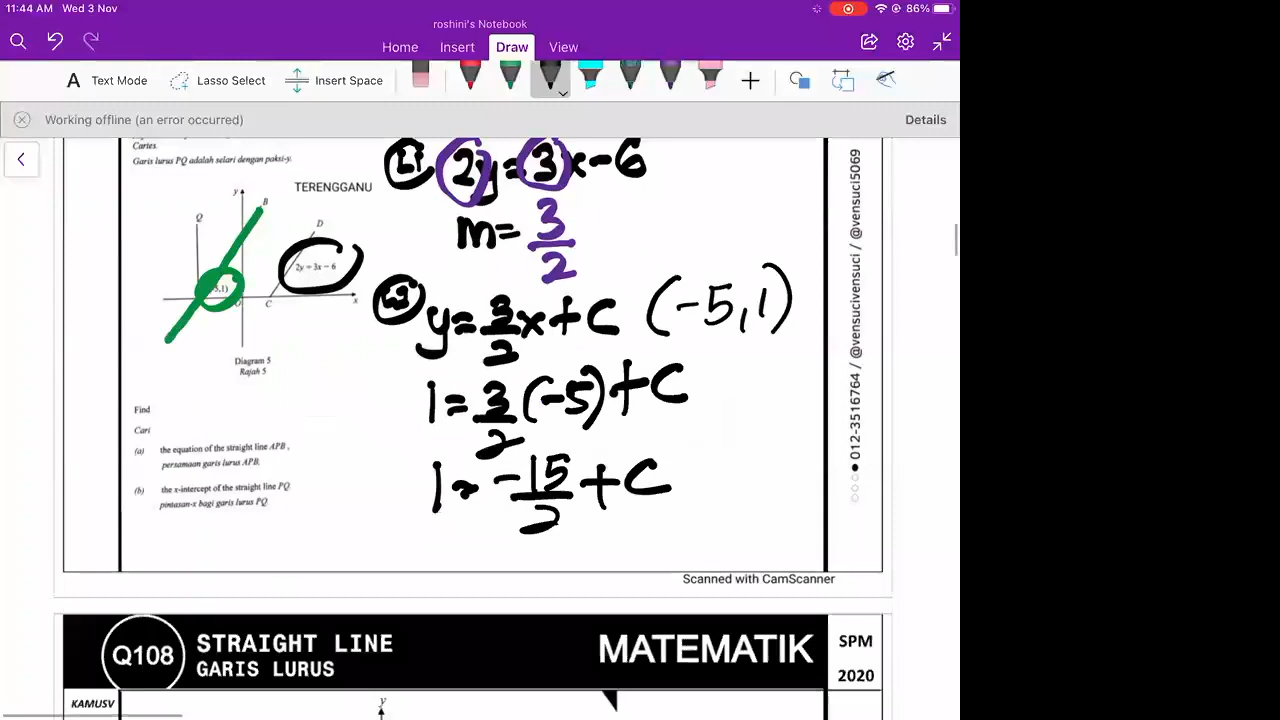 11:44 AM Wed 3 Nov
86%
roshini's Notebook
Home Insert Draw View
A Text Mode Lasso Select Insert Space
Working offline (an error occurred) Details
Cartes.
Garis lurus PQ adalah selari dengan paksi-y.
TERENGGANU
y
B
Q
D
2y = 3x − 6
5,1)
C
x
Diagram 5
Rajah 5
Find
Cari
(a) the equation of the straight line APB,
persamaan garis lurus APB.
(b) the x-intercept of the straight line PQ.
pintasan-x bagi garis lurus PQ.
2y = 3x − 6
m = 3/2
y = 3/2 x + C (−5, 1)
1 = 3/2 (−5) + C
1 = −15/2 + C
012-3516764 / @vensucivensuci / @vensuci5069
Scanned with CamScanner
Q108
STRAIGHT LINE
GARIS LURUS
MATEMATIK
SPM
2020
KAMUSV
y